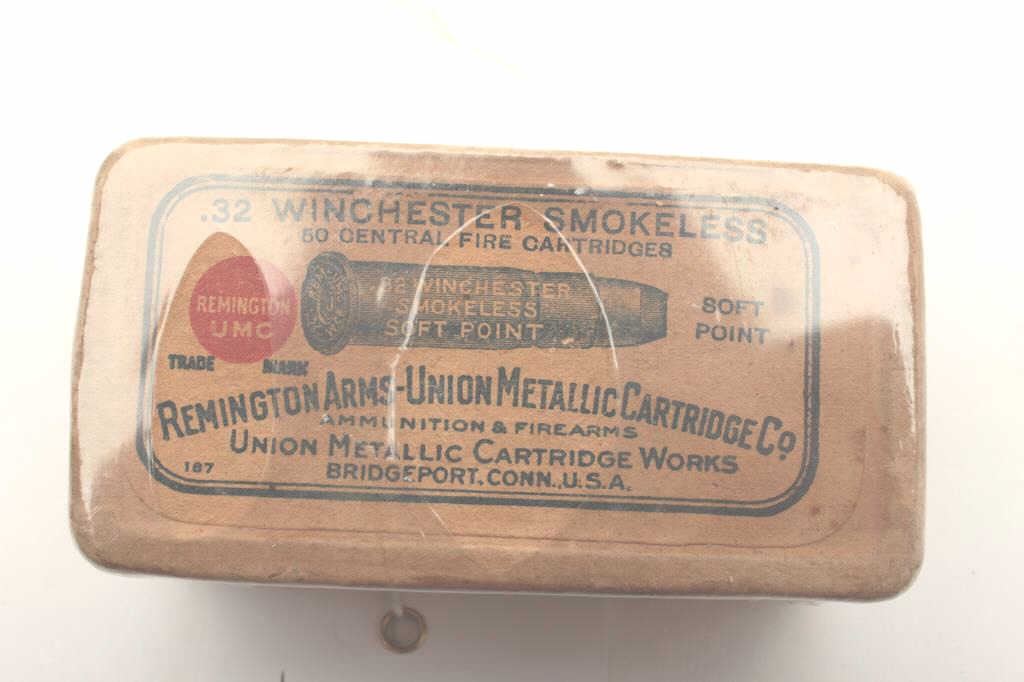 .32 WINCHESTER SMOKELESS
50 CENTRAL FIRE CARTRIDGES
REMINGTON
UMC
TRADE MARK
.32 WINCHESTER
SMOKELESS
SOFT POINT
SOFT
POINT
REMINGTON ARMS-UNION METALLIC CARTRIDGE CO.
AMMUNITION & FIREARMS
UNION METALLIC CARTRIDGE WORKS
187
BRIDGEPORT, CONN., U.S.A.